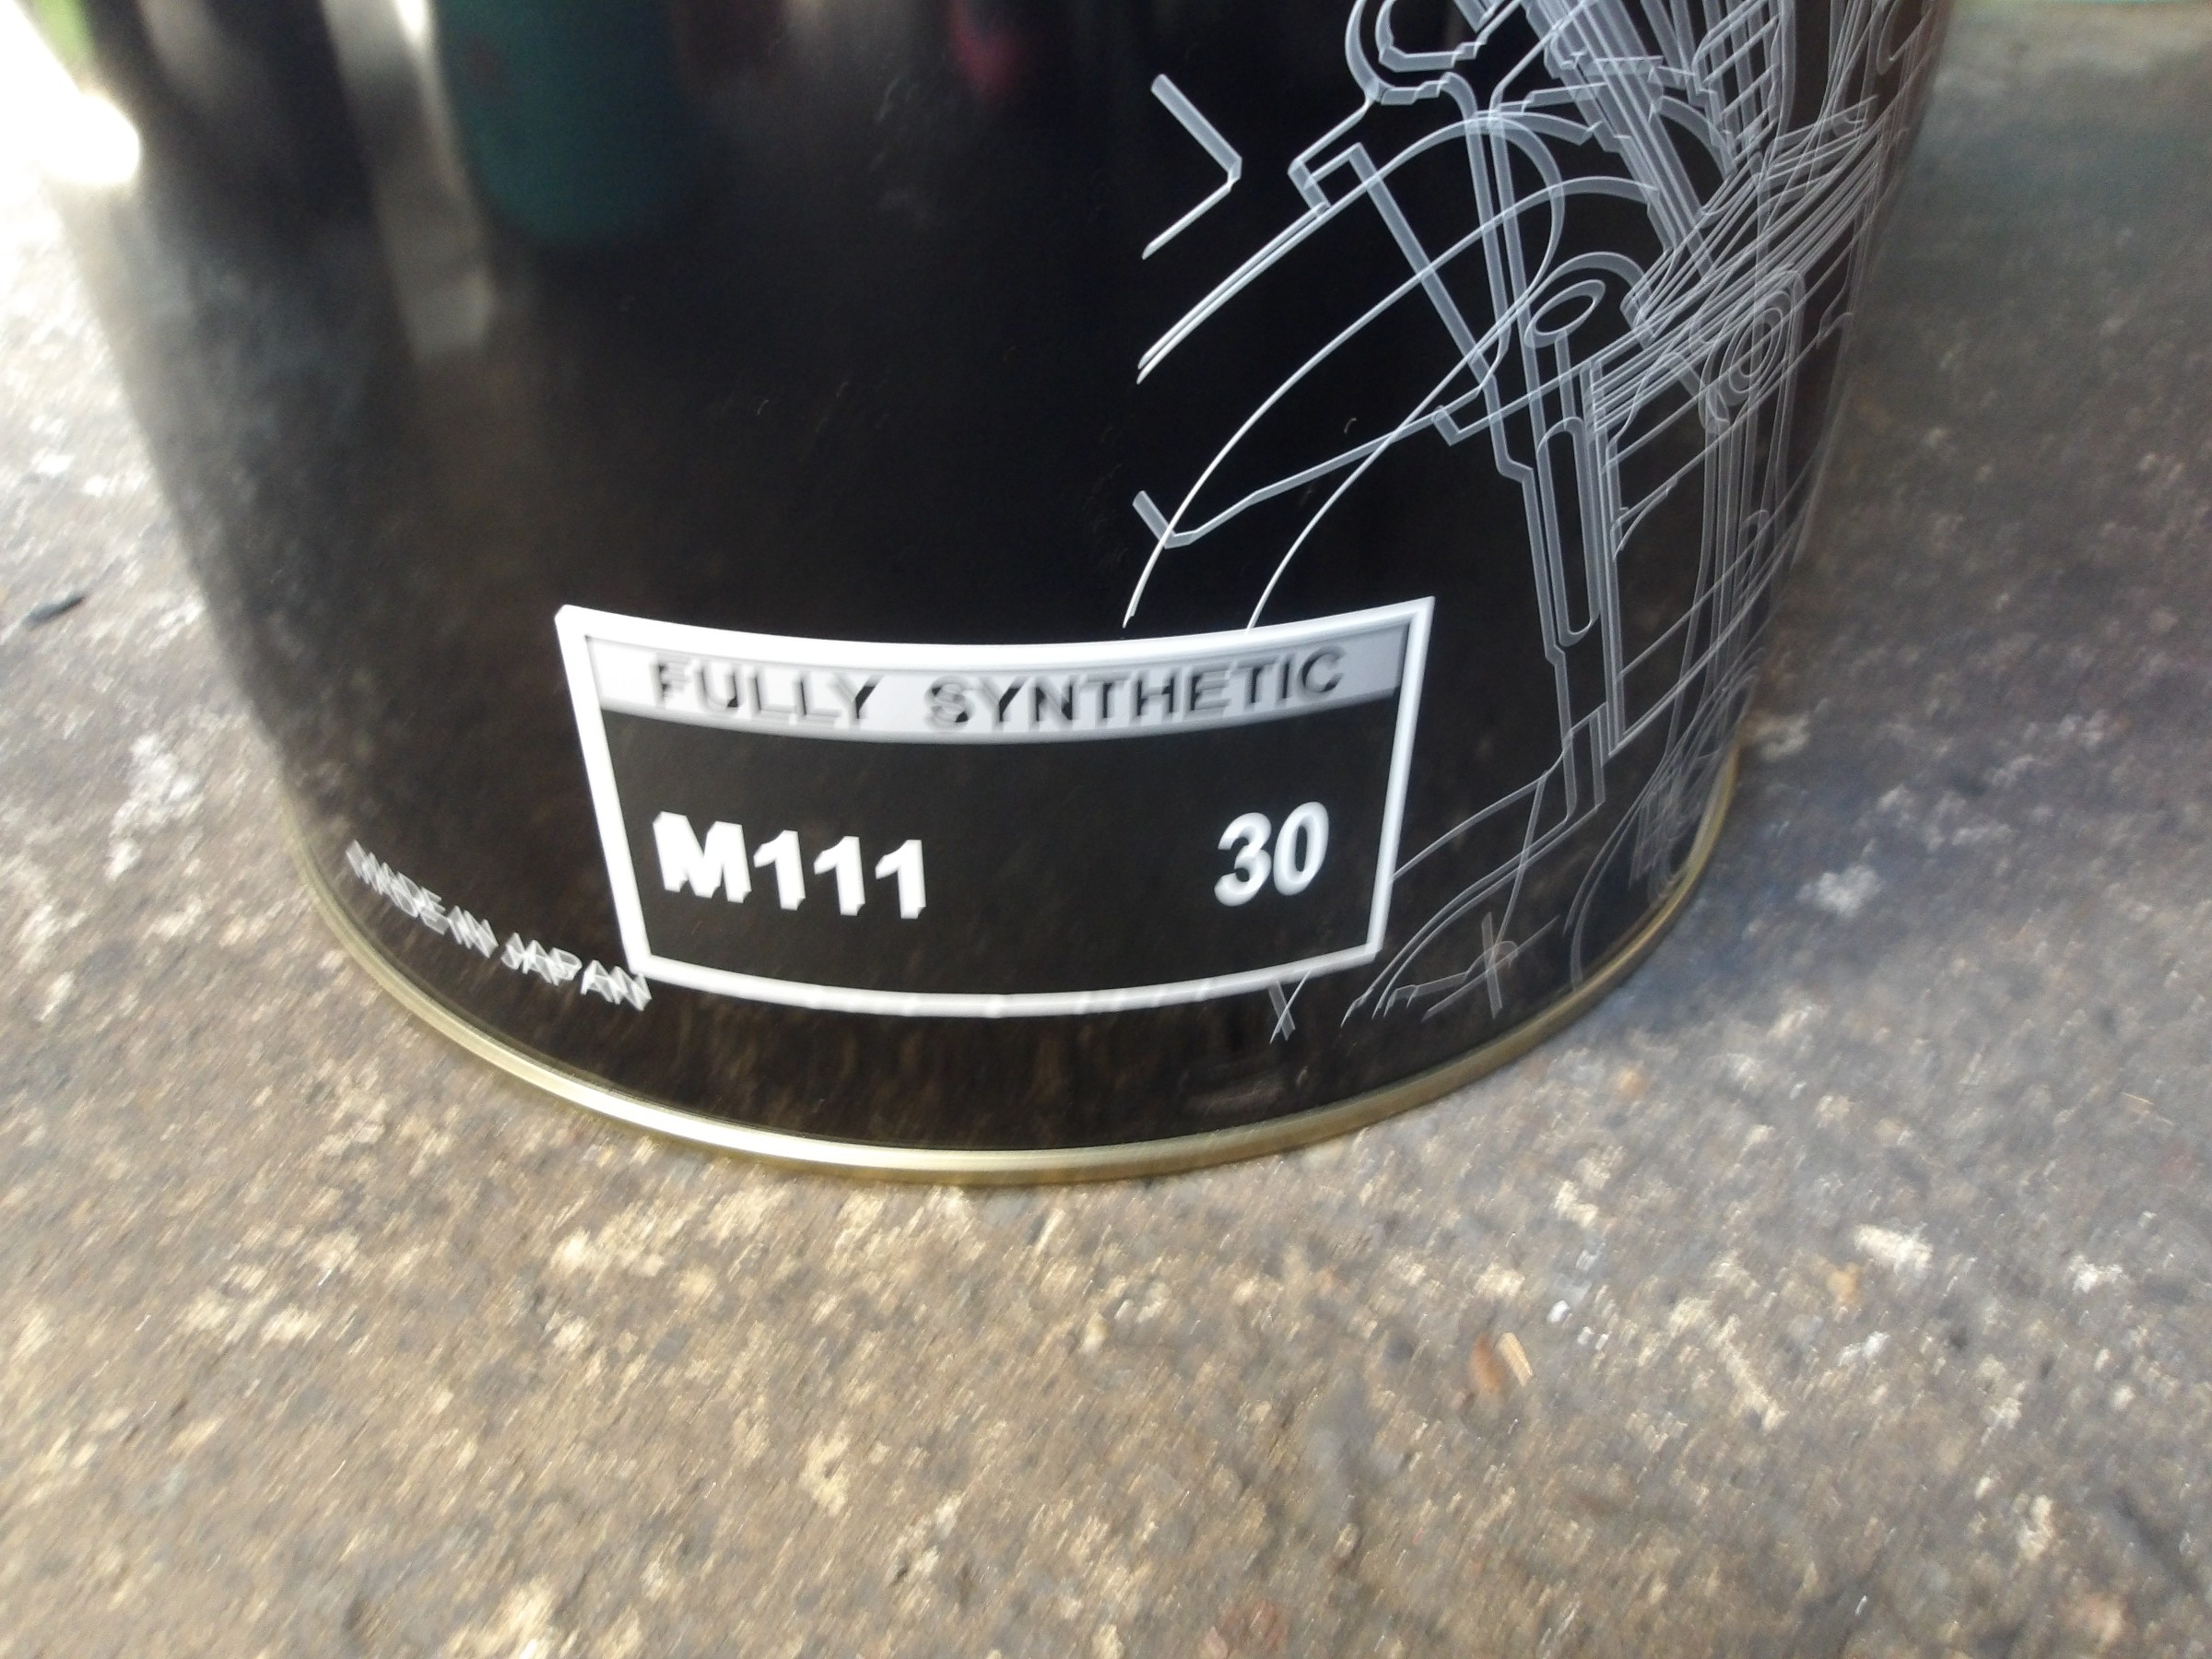 FULLY SYNTHETIC
M111 30
MADE IN JAPAN